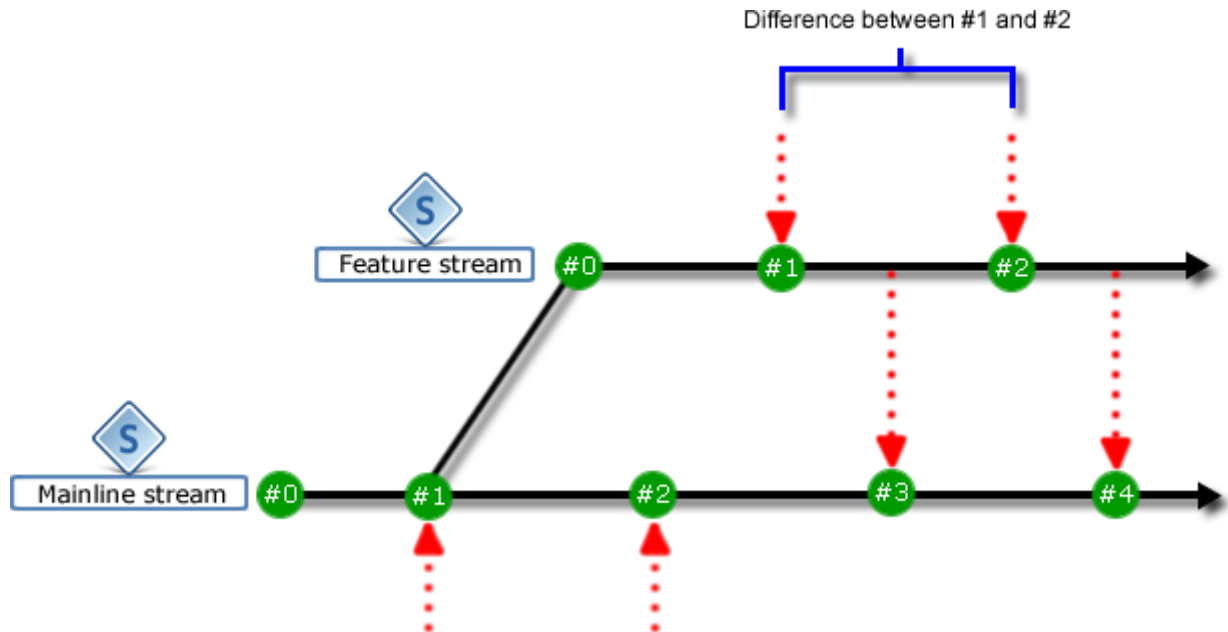 Difference between #1 and #2
S
Feature stream
#0
#1
#2
S
Mainline stream
#0
#1
#2
#3
#4